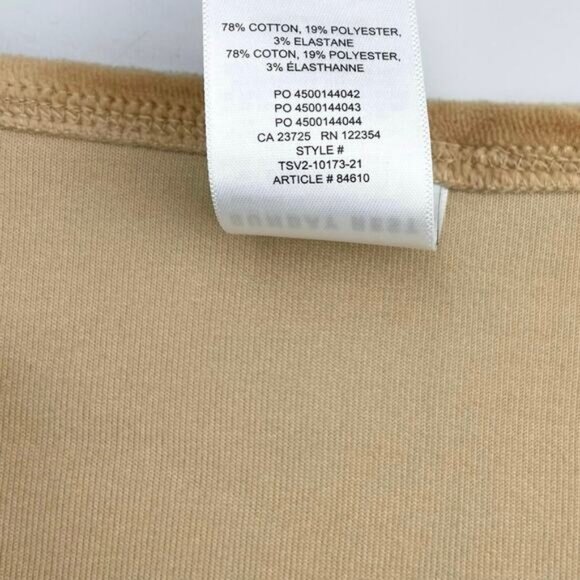 78% COTTON, 19% POLYESTER,
3% ELASTANE
78% COTON, 19% POLYESTER,
3% ÉLASTHANNE
PO 4500144042
PO 4500144043
PO 4500144044
CA 23725 RN 122354
STYLE #
TSV2-10173-21
ARTICLE # 84610